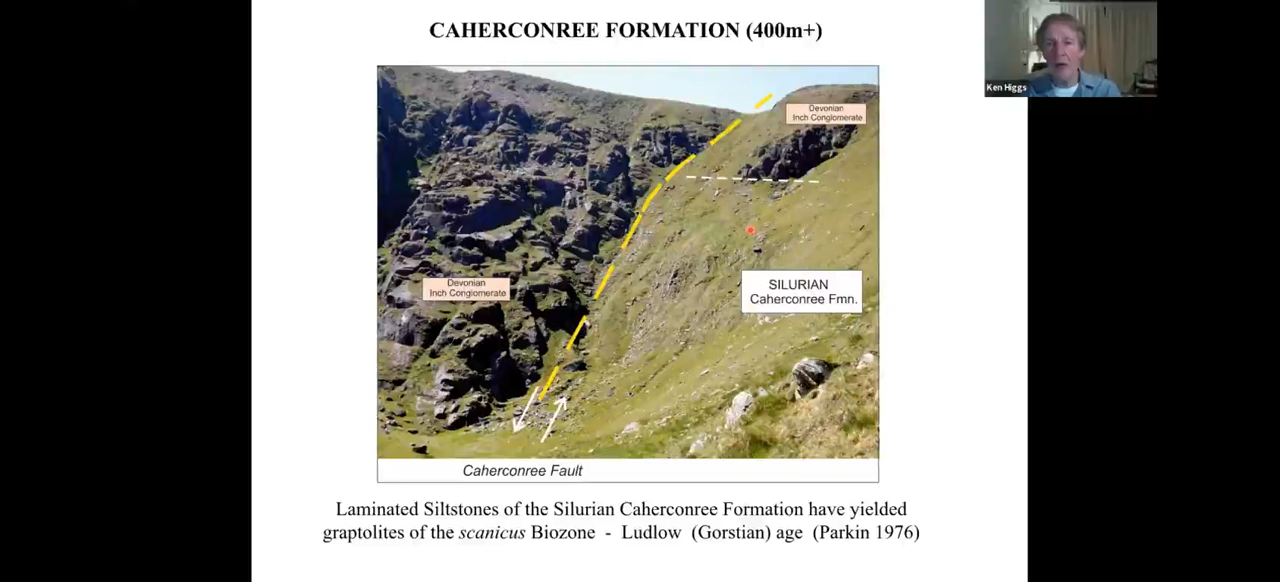 CAHERCONREE FORMATION (400m+)
Ken Higgs
Devonian
Inch Conglomerate
Devonian
Inch Conglomerate
SILURIAN
Caherconree Fmn.
Caherconree Fault
Laminated Siltstones of the Silurian Caherconree Formation have yielded
graptolites of the scanicus Biozone - Ludlow (Gorstian) age (Parkin 1976)